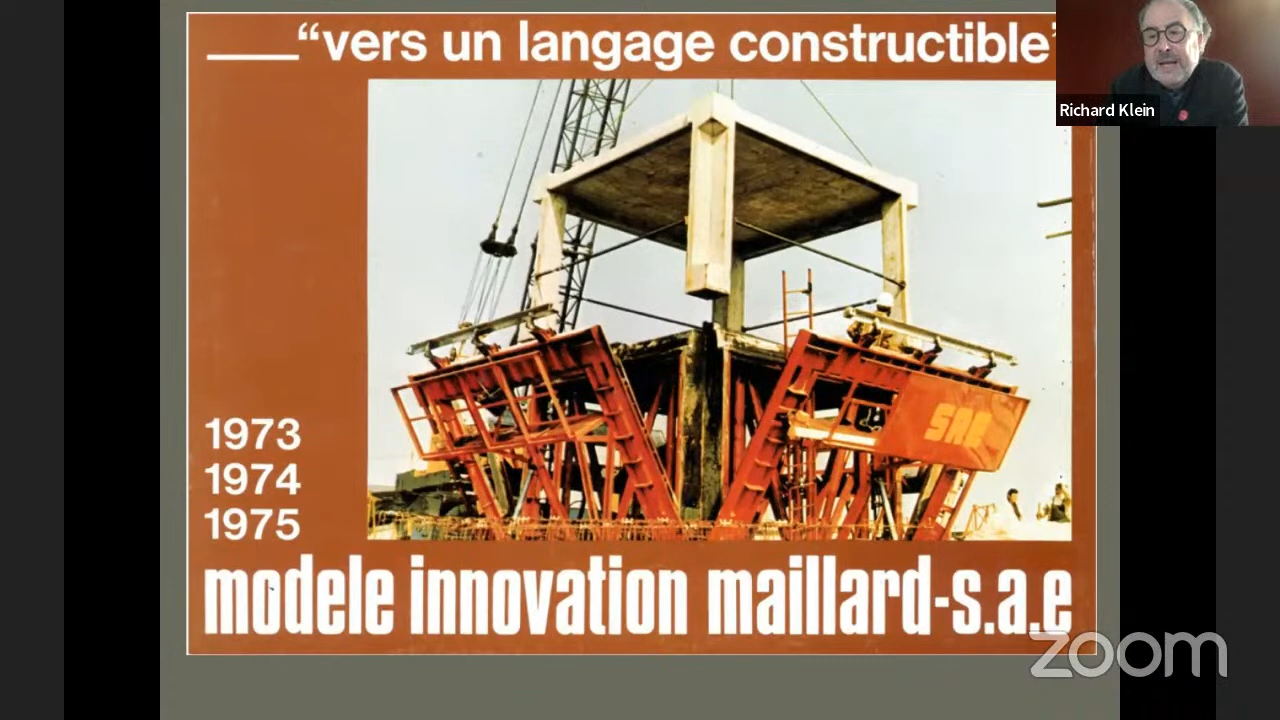 “vers un langage constructible
Richard Klein
SAE
1973
1974
1975
modele innovation maillard-s.a.e
zoom